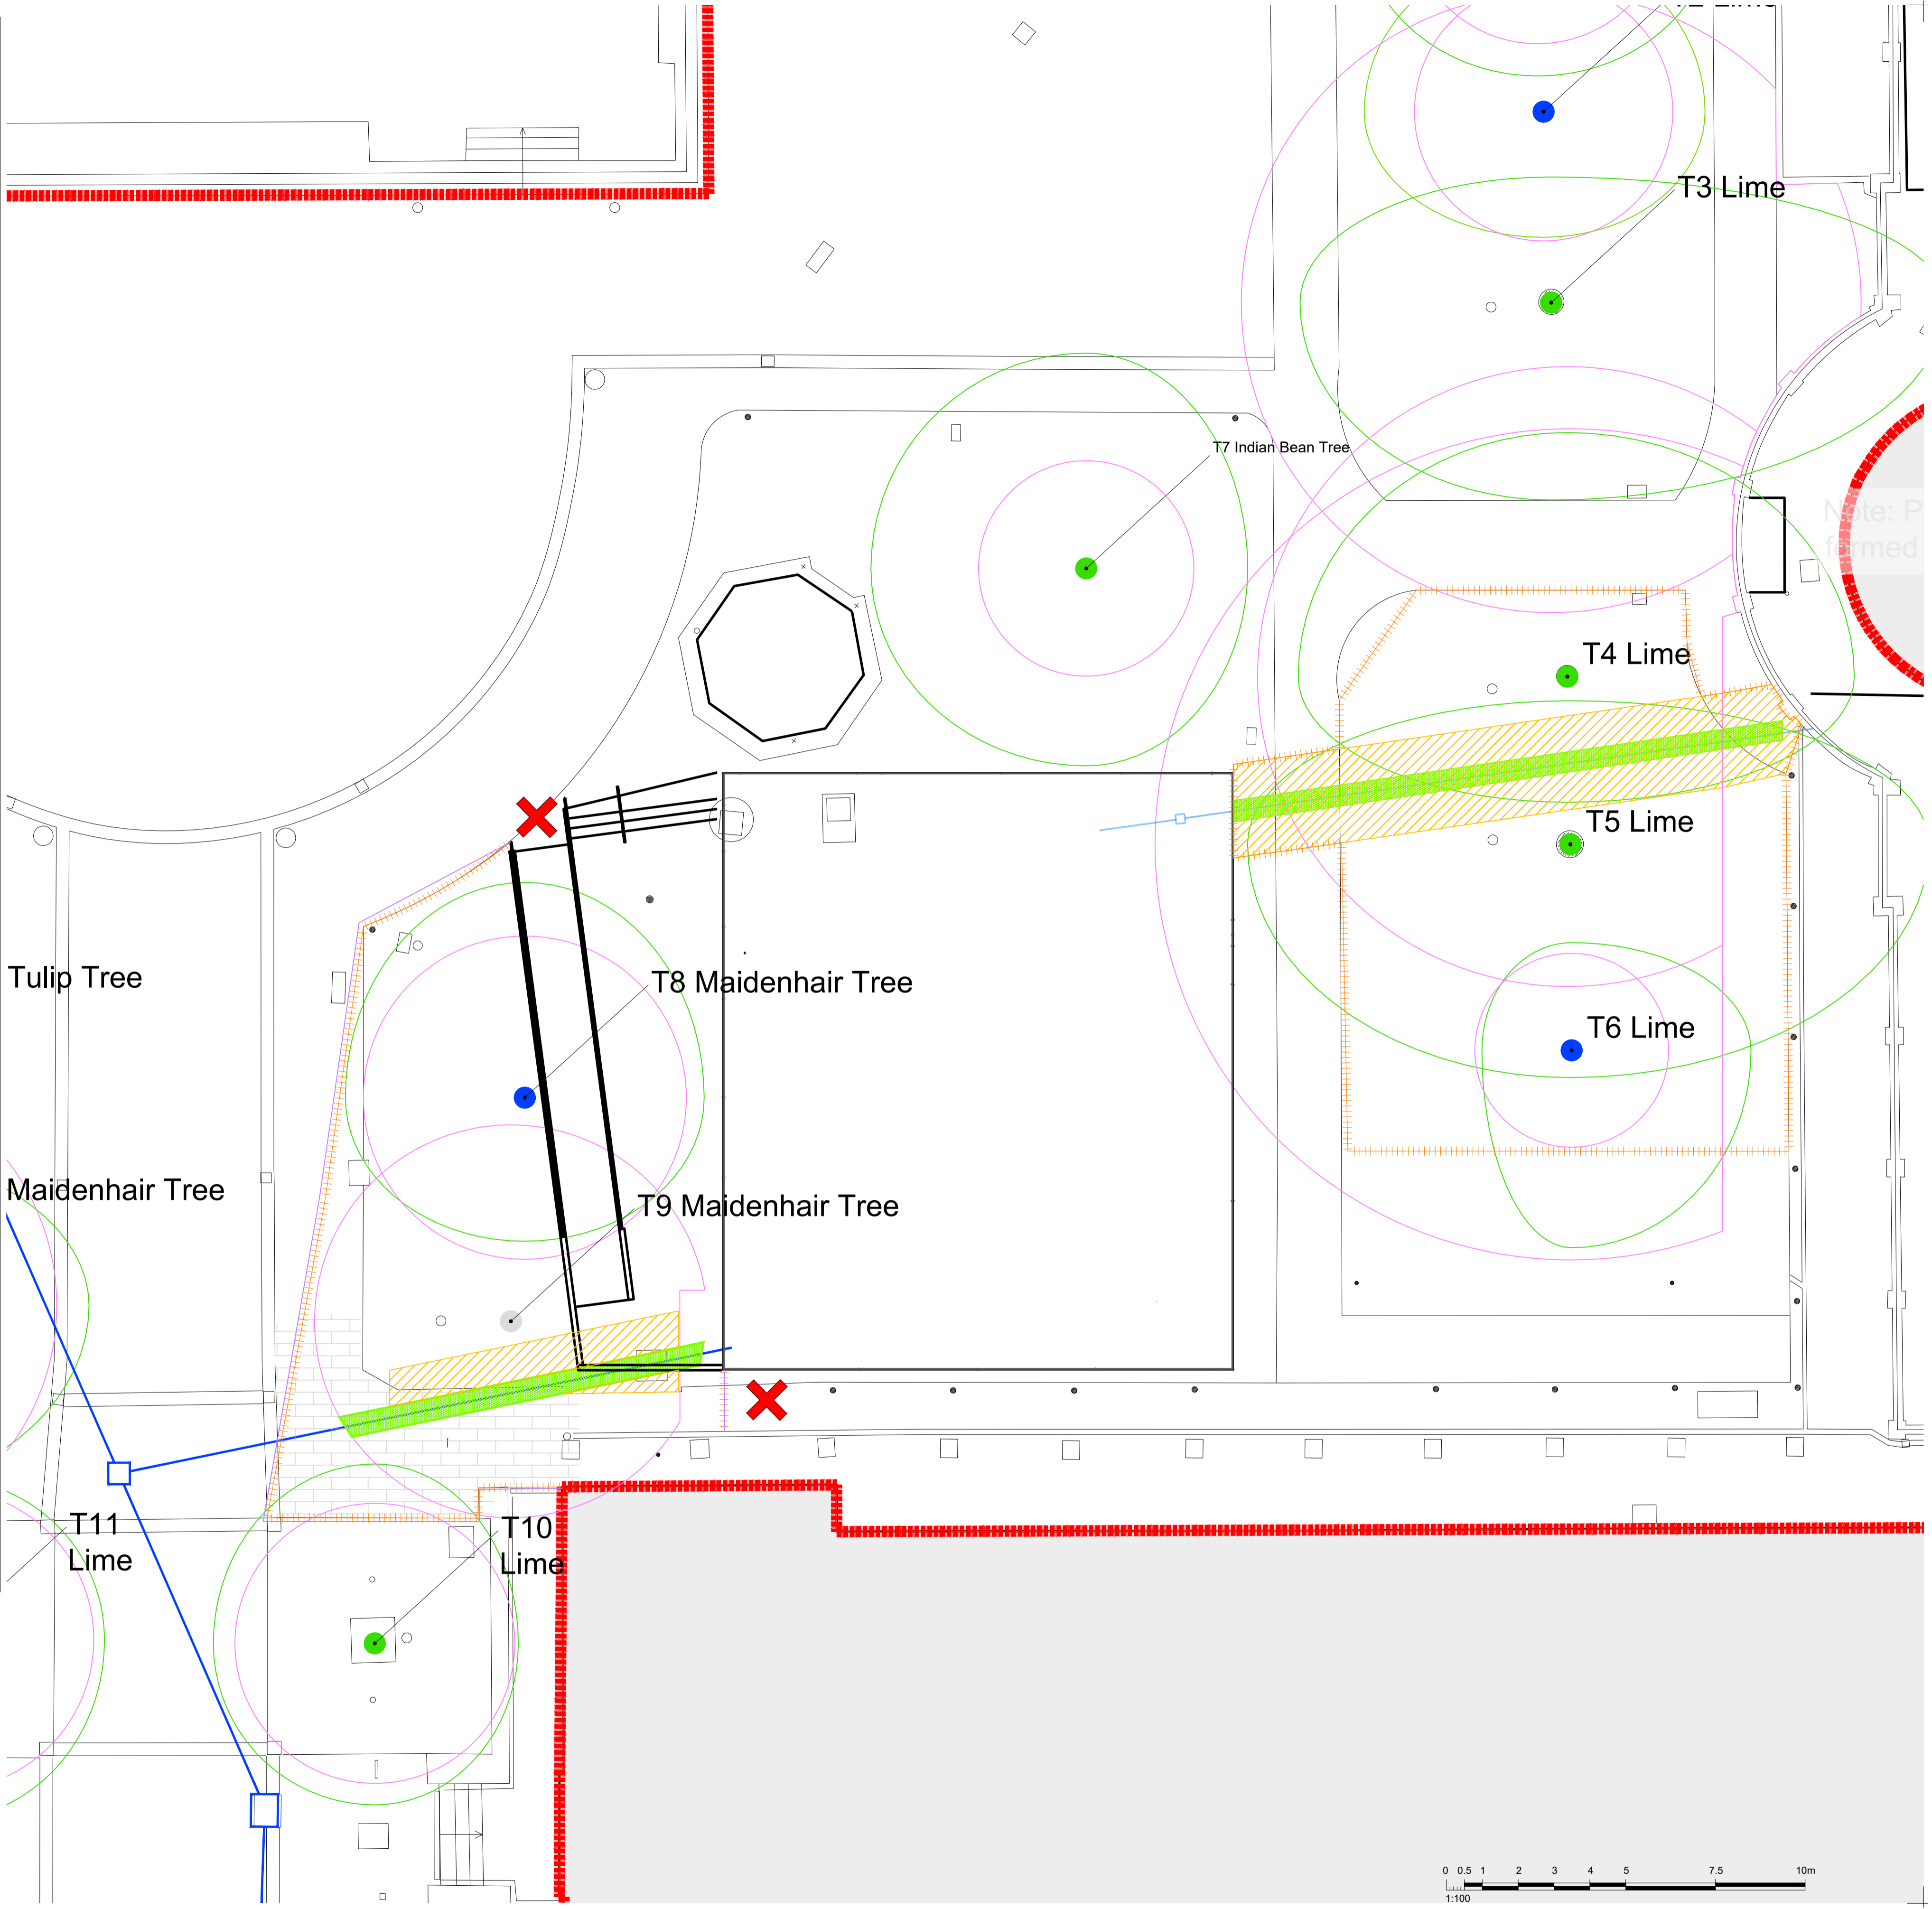 T3 Lime
T7 Indian Bean Tree
Note: P
formed
T4 Lime
T5 Lime
Tulip Tree
T8 Maidenhair Tree
T6 Lime
Maidenhair Tree
T9 Maidenhair Tree
T11
Lime
T10
Lime
0 0.5 1 2 3 4 5 7.5 10m
1:100